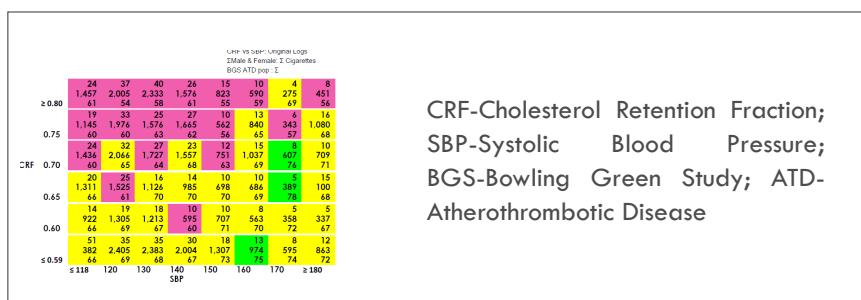 CRF vs SBP: Original Logs
ΣMale & Female: Σ Cigarettes
BGS ATD pop : Σ
24 37 40 26 15 10 4 8
1,457 2,005 2,333 1,576 823 590 275 451
≥ 0.80 61 54 58 61 55 59 69 56
19 33 25 27 10 13 6 16
1,145 1,976 1,576 1,665 562 840 343 1,080
0.75 60 60 63 62 56 65 57 68
24 32 27 23 12 15 8 10
1,436 2,066 1,727 1,557 751 1,037 607 709
CRF 0.70 60 65 64 68 63 69 76 71
20 25 16 14 10 10 5 15
1,311 1,525 1,126 985 698 686 389 100
0.65 66 61 70 70 70 69 78 68
14 19 18 10 10 8 5 5
922 1,305 1,213 595 707 563 358 337
0.60 66 69 67 60 71 70 72 67
51 35 35 30 18 13 8 12
382 2,405 2,383 2,004 1,307 974 595 863
≤ 0.59 66 69 68 67 73 75 74 72
≤ 118 120 130 140 150 160 170 ≥ 180
SBP
CRF-Cholesterol Retention Fraction;
SBP-Systolic Blood Pressure;
BGS-Bowling Green Study; ATD-
Atherothrombotic Disease